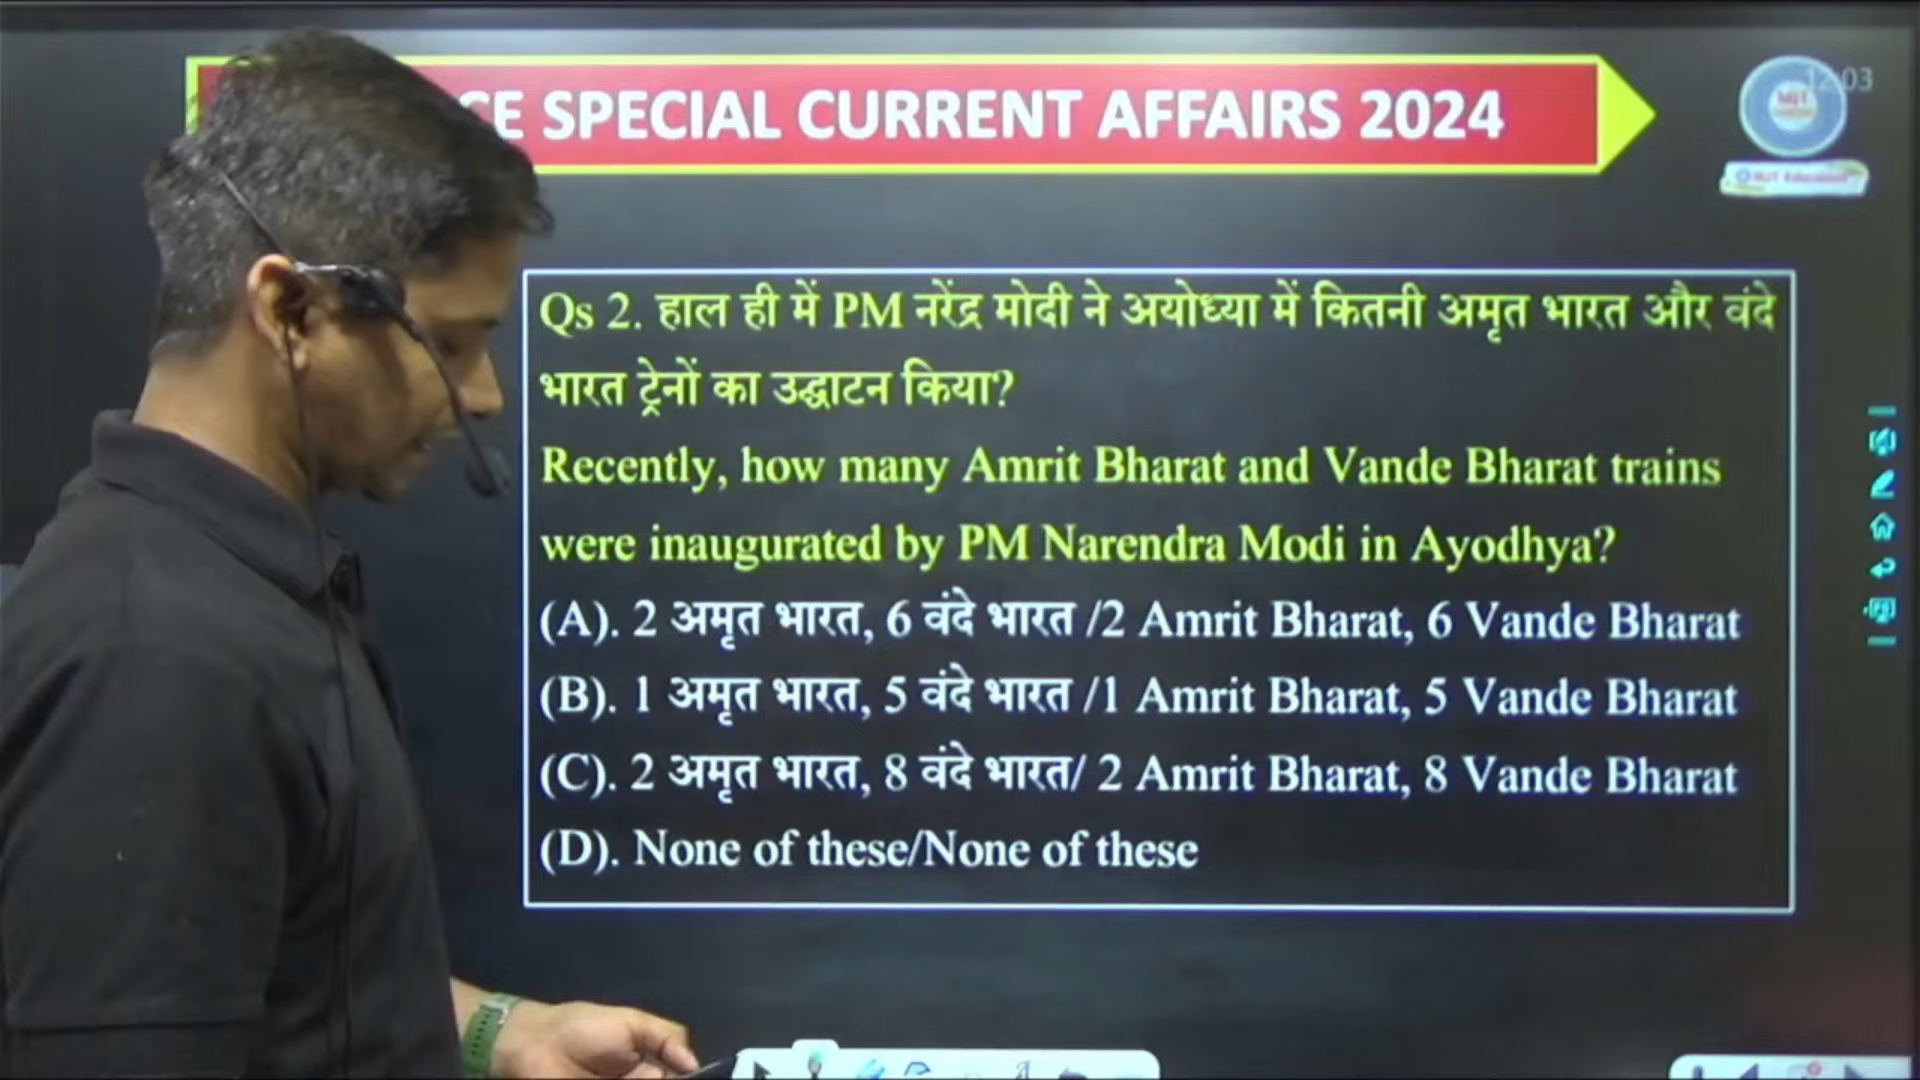 CE SPECIAL CURRENT AFFAIRS 2024
12:03
Qs 2. हाल ही में PM नरेंद्र मोदी ने अयोध्या में कितनी अमृत भारत और वंदे
भारत ट्रेनों का उद्घाटन किया?
Recently, how many Amrit Bharat and Vande Bharat trains
were inaugurated by PM Narendra Modi in Ayodhya?
(A). 2 अमृत भारत, 6 वंदे भारत /2 Amrit Bharat, 6 Vande Bharat
(B). 1 अमृत भारत, 5 वंदे भारत /1 Amrit Bharat, 5 Vande Bharat
(C). 2 अमृत भारत, 8 वंदे भारत/ 2 Amrit Bharat, 8 Vande Bharat
(D). None of these/None of these